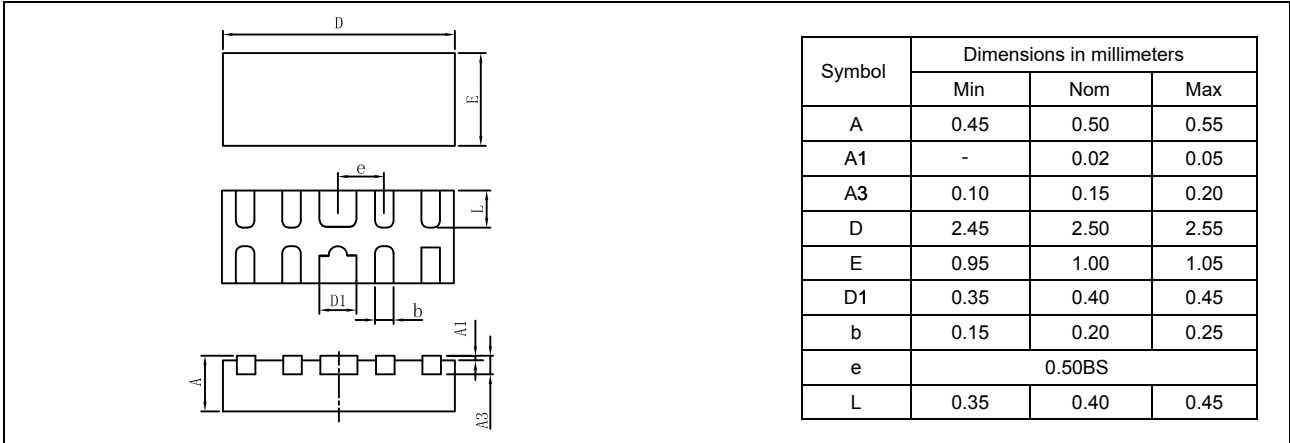 D
E
e
L
D1
b
A
A1
A3
Symbol Dimensions in millimeters
Min Nom Max
A 0.45 0.50 0.55
A1 - 0.02 0.05
A3 0.10 0.15 0.20
D 2.45 2.50 2.55
E 0.95 1.00 1.05
D1 0.35 0.40 0.45
b 0.15 0.20 0.25
e 0.50BS
L 0.35 0.40 0.45